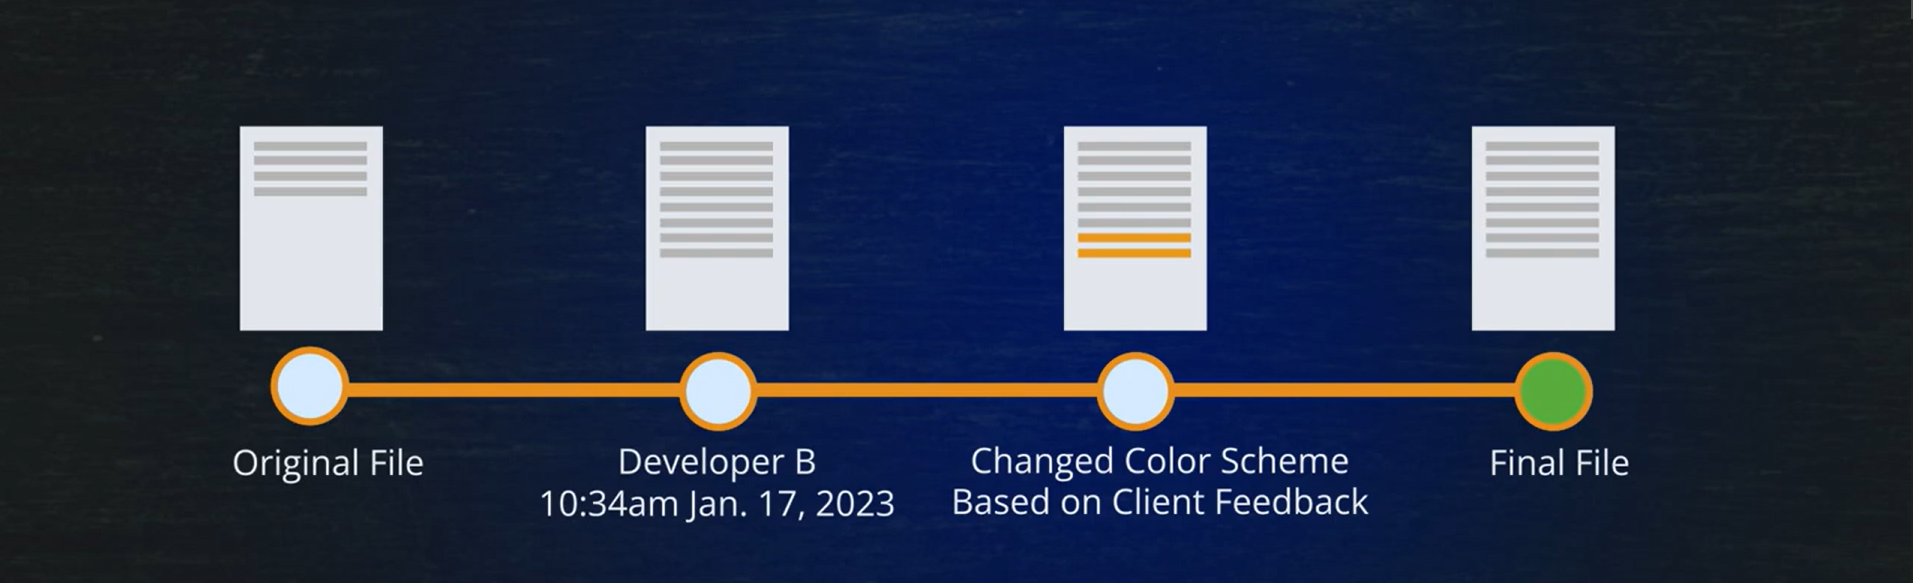 Original File
Developer B
10:34am Jan. 17, 2023
Changed Color Scheme
Based on Client Feedback
Final File